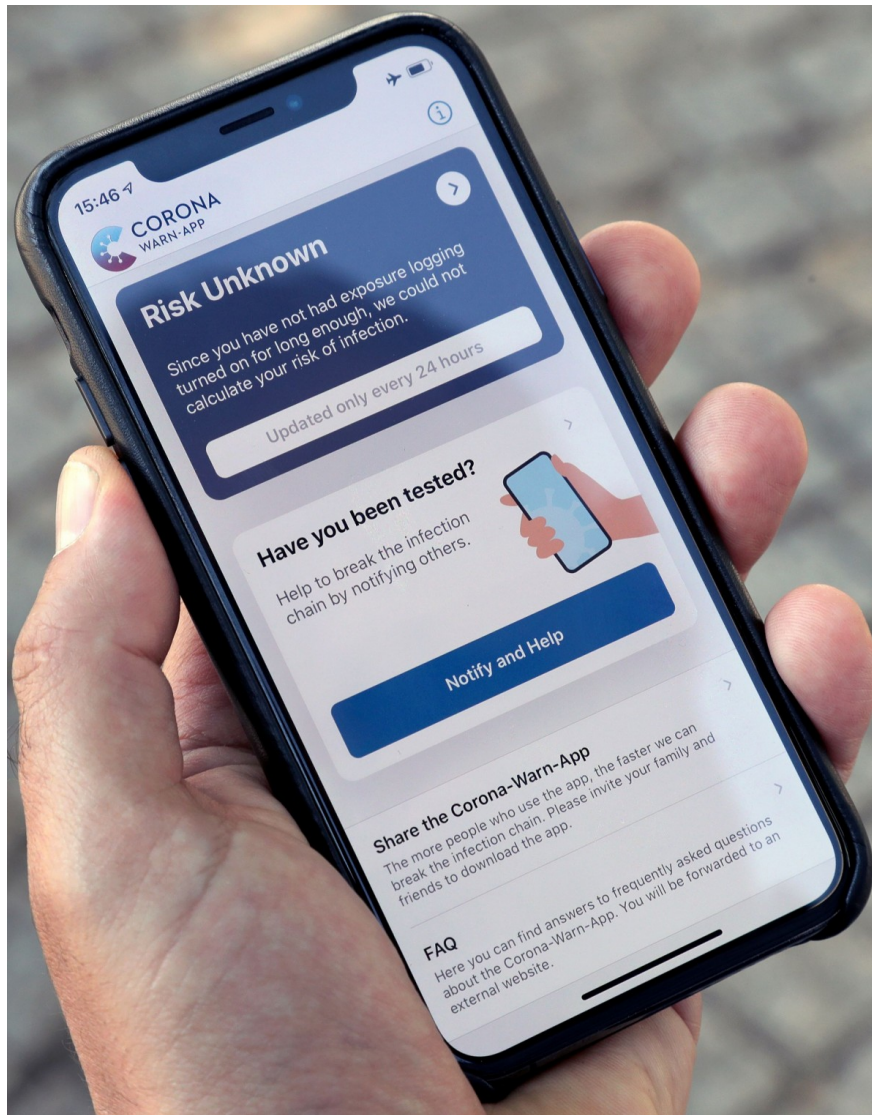 15:46
CORONA
WARN-APP
Risk Unknown
Since you have not had exposure logging
turned on for long enough, we could not
calculate your risk of infection.
Updated only every 24 hours
Have you been tested?
Help to break the infection
chain by notifying others.
Notify and Help
Share the Corona-Warn-App
The more people who use the app, the faster we can
break the infection chain. Please invite your family and
friends to download the app.
FAQ
Here you can find answers to frequently asked questions
about the Corona-Warn-App. You will be forwarded to an
external website.